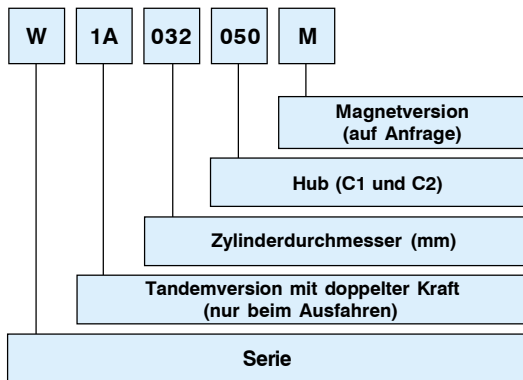 W 1A 032 050 M
Magnetversion
(auf Anfrage)
Hub (C1 und C2)
Zylinderdurchmesser (mm)
Tandemversion mit doppelter Kraft
(nur beim Ausfahren)
Serie